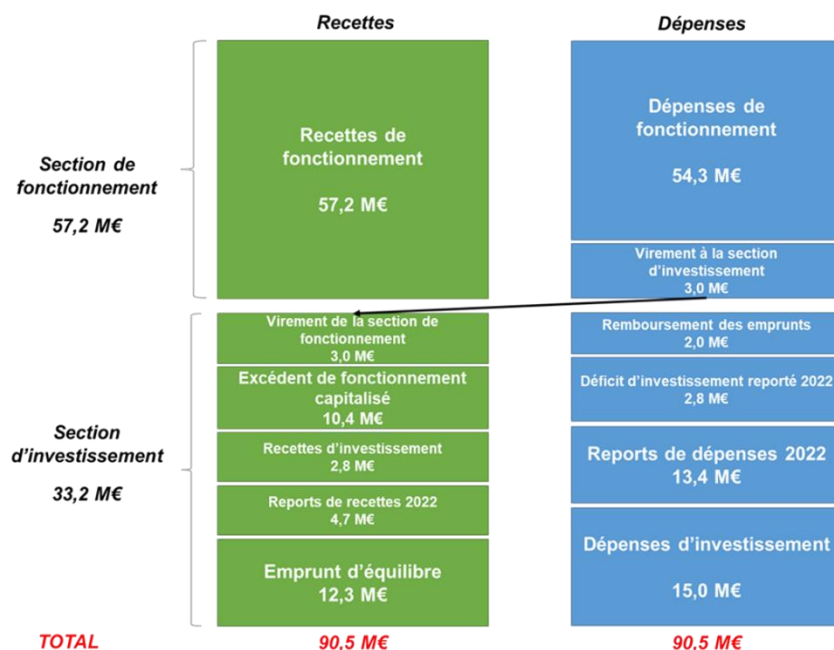 Recettes
Dépenses
Section de
fonctionnement
57,2 M€
Recettes de
fonctionnement
57,2 M€
Dépenses de
fonctionnement
54,3 M€
Virement à la section
d'investissement
3,0 M€
Section
d'investissement
33,2 M€
Virement de la section de
fonctionnement
3,0 M€
Excédent de fonctionnement
capitalisé
10,4 M€
Recettes d'investissement
2,8 M€
Reports de recettes 2022
4,7 M€
Emprunt d'équilibre
12,3 M€
Remboursement des emprunts
2,0 M€
Déficit d'investissement reporté 2022
2,8 M€
Reports de dépenses 2022
13,4 M€
Dépenses d'investissement
15,0 M€
TOTAL
90,5 M€
90,5 M€